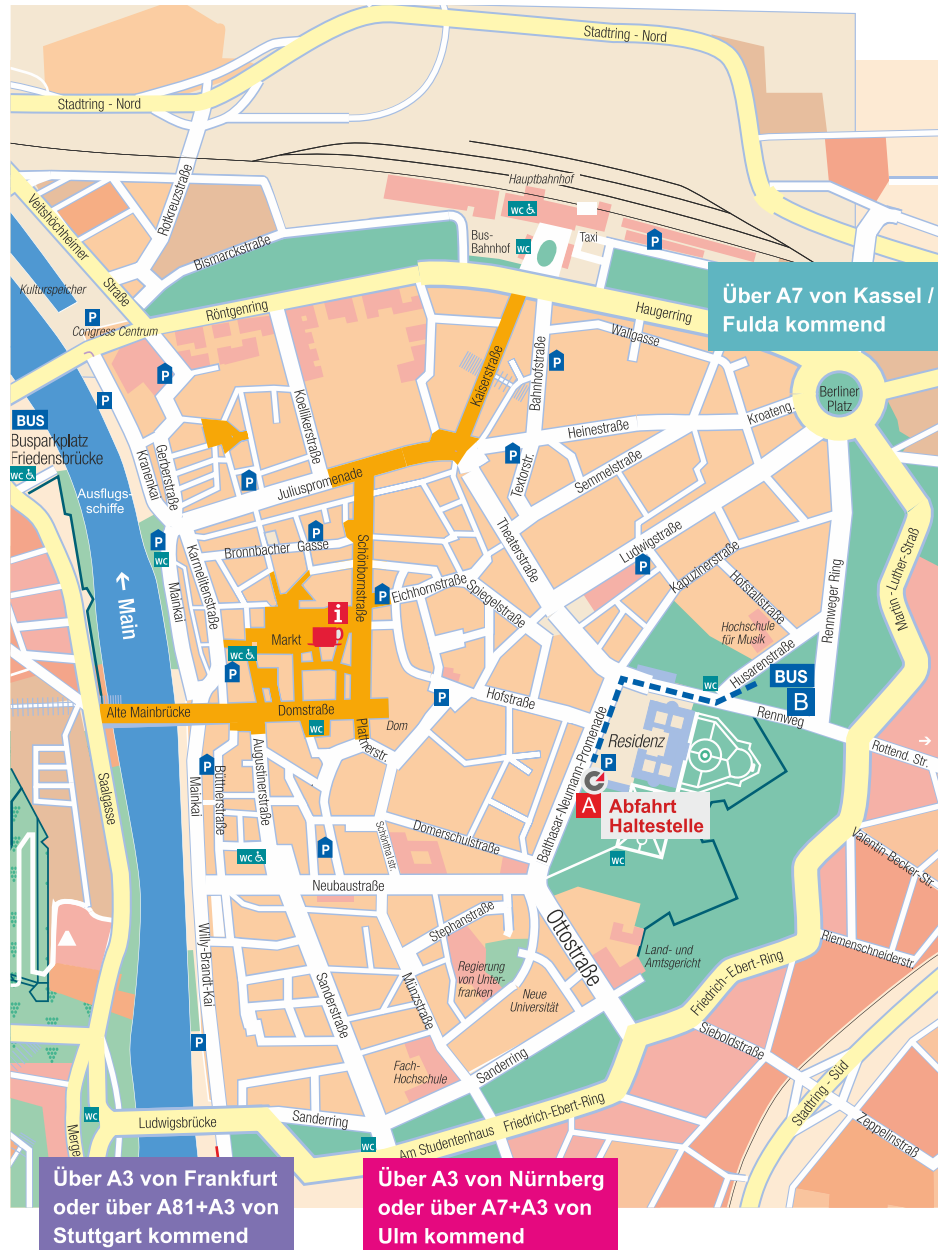 Stadtring - Nord
Stadtring - Nord
Hauptbahnhof
WC
Rotkreuzstraße
Veitshöchheimer
Straße
Bismarckstraße
Bus-
Bahnhof
WC
Taxi
P
Kulturspeicher
P
Congress Centrum
Röntgenring
Haugerring
Wallgasse
Über A7 von Kassel /
Fulda kommend
P
P
P
Kaiserstraße
Bahnhofstraße
Berliner
Platz
Koellikerstraße
Kroateng.
BUS
Busparkplatz
Friedensbrücke
WC
Heinestraße
Gerberstraße
Kranenkai
P
Textorstr.
Semmelstraße
P
Juliuspromenade
Ausflugs-
schiffe
P
WC
P
Bronnbacher Gasse
Theaterstraße
Ludwigstraße
P
Kapuzinerstraße
Martin-Luther-Straß
Main
Mainkai
Karmelitenstraße
Schönbornstraße
P
Eichhornstraße
Spiegelstraße
Hofstallstraße
Rennweger Ring
Hochschule
für Musik
i
Markt
WC
P
Husarenstraße
WC
BUS
B
P
Hofstraße
Alte Mainbrücke
Domstraße
WC
Dom
Plattnerstr.
Rennweg
Residenz
P
Balthasar-Neumann-Promenade
Rottend. Str.
P
Mainkai
Büttnerstraße
Augustinerstraße
Saalgasse
A
Abfahrt
Haltestelle
Domerschulstraße
Schönthalstr.
P
WC
WC
Valentin-Becker-Str.
Neubaustraße
Stephanstraße
Ottostraße
Willy-Brandt-Kai
Land- und
Amtsgericht
Riemenschneiderstr.
Regierung
von Unter-
franken
Neue
Universität
Friedrich-Ebert-Ring
Sanderstraße
Münzstraße
Sieboldstraße
P
Fach-
Hochschule
Sanderring
Stadtring - Süd
WC
Ludwigsbrücke
Sanderring
Friedrich-Ebert-Ring
Am Studentenhaus
WC
Zeppelinstraß
Merge
Über A3 von Frankfurt
oder über A81+A3 von
Stuttgart kommend
Über A3 von Nürnberg
oder über A7+A3 von
Ulm kommend